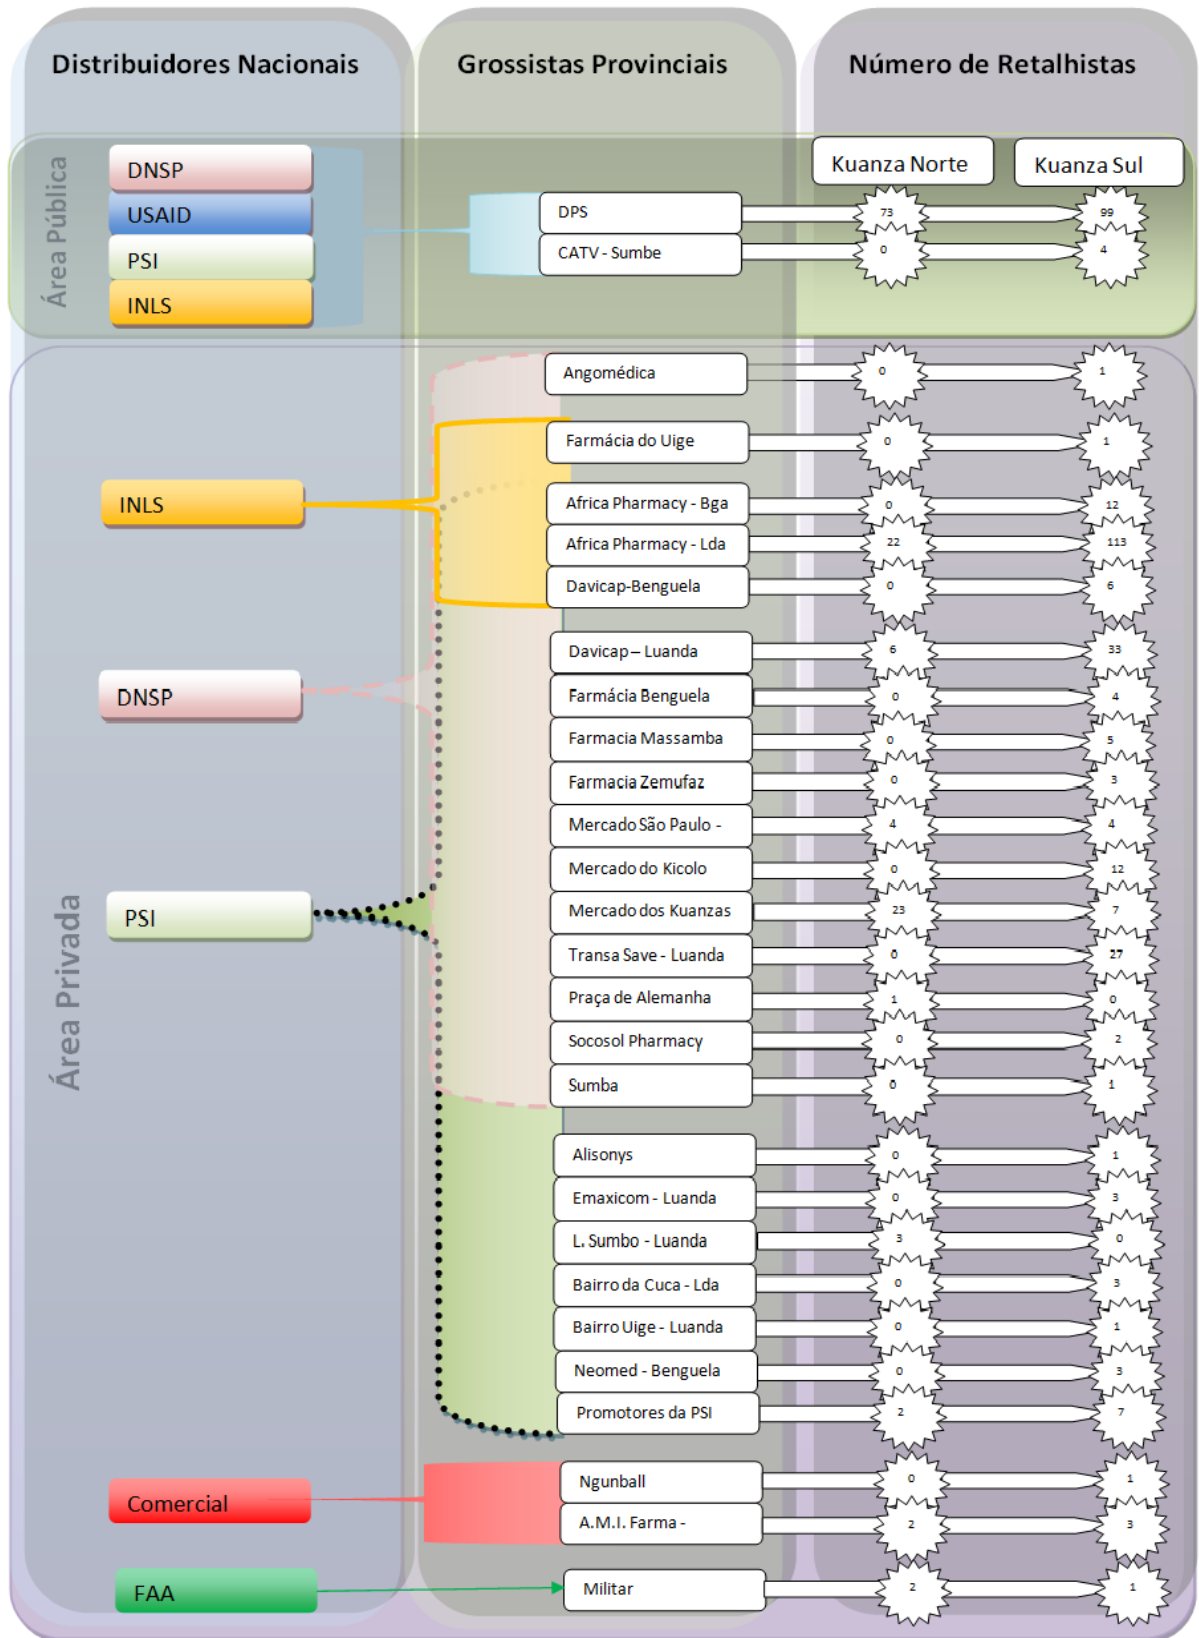 Distribuidores Nacionais
Grossistas Provinciais
Número de Retalhistas
Área Pública
DNSP
USAID
PSI
INLS
Kuanza Norte
Kuanza Sul
DPS 73 99
CATV - Sumbe 0 4
Área Privada
INLS
DNSP
PSI
Comercial
FAA
Angomédica 0 1
Farmácia do Uige 0 1
Africa Pharmacy - Bga 0 12
Africa Pharmacy - Lda 22 113
Davicap-Benguela 0 6
Davicap – Luanda 6 33
Farmácia Benguela 0 4
Farmacia Massamba 0 5
Farmacia Zemufaz 0 3
Mercado São Paulo - 4 4
Mercado do Kicolo 0 12
Mercado dos Kuanzas 23 7
Transa Save - Luanda 0 27
Praça de Alemanha 1 0
Socosol Pharmacy 0 2
Sumba 0 1
Alisonys 0 1
Emaxicom - Luanda 0 3
L. Sumbo - Luanda 3 0
Bairro da Cuca - Lda 0 3
Bairro Uige - Luanda 0 1
Neomed - Benguela 0 3
Promotores da PSI 2 7
Ngunball 0 1
A.M.I. Farma - 2 3
Militar 2 1